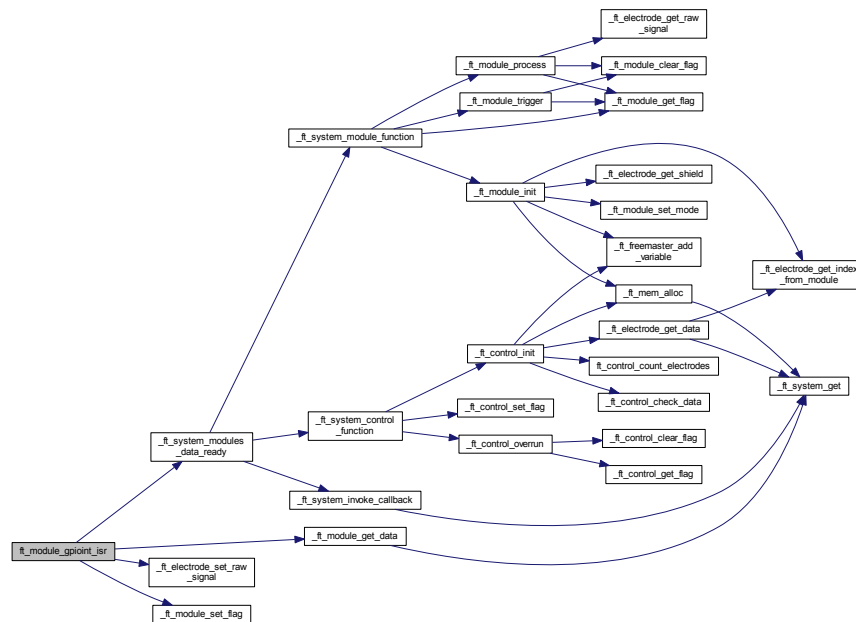 _ft_electrode_get_raw
_signal
_ft_module_process
_ft_module_clear_flag
_ft_module_trigger
_ft_module_get_flag
_ft_system_module_function
_ft_electrode_get_shield
_ft_module_init
_ft_module_set_mode
_ft_freemaster_add
_variable
_ft_electrode_get_index
_from_module
_ft_mem_alloc
_ft_electrode_get_data
_ft_control_init
ft_control_count_electrodes
_ft_system_get
_ft_control_check_data
_ft_control_set_flag
_ft_system_control
_function
_ft_system_modules
_data_ready
_ft_control_overrun
_ft_control_clear_flag
_ft_control_get_flag
_ft_system_invoke_callback
_ft_module_get_data
ft_module_gpioint_isr
_ft_electrode_set_raw
_signal
_ft_module_set_flag